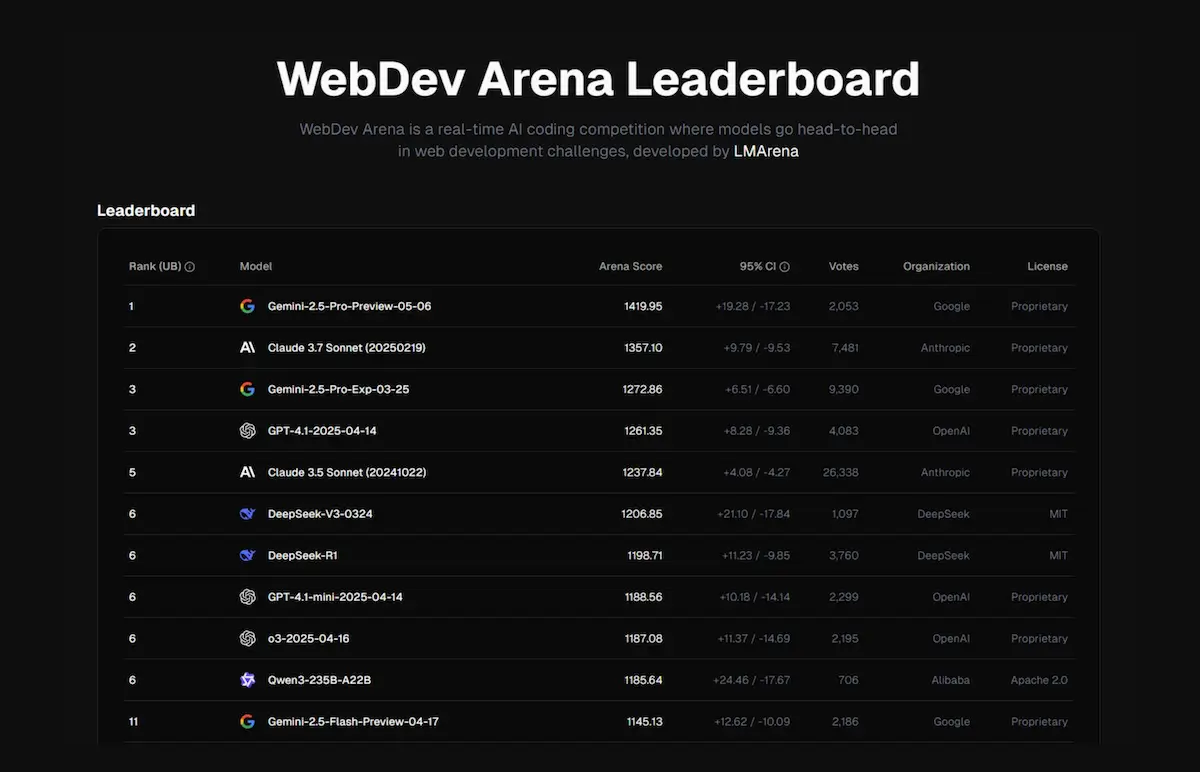 WebDev Arena Leaderboard
WebDev Arena is a real-time AI coding competition where models go head-to-head
in web development challenges, developed by LMArena
Leaderboard
Rank (UB) Model Arena Score 95% CI Votes Organization License
1 Gemini-2.5-Pro-Preview-05-06 1419.95 +19.28 / -17.23 2,053 Google Proprietary
2 Claude 3.7 Sonnet (20250219) 1357.10 +9.79 / -9.53 7,481 Anthropic Proprietary
3 Gemini-2.5-Pro-Exp-03-25 1272.86 +6.51 / -6.60 9,390 Google Proprietary
3 GPT-4.1-2025-04-14 1261.35 +8.28 / -9.36 4,083 OpenAI Proprietary
5 Claude 3.5 Sonnet (20241022) 1237.84 +4.08 / -4.27 26,338 Anthropic Proprietary
6 DeepSeek-V3-0324 1206.85 +21.10 / -17.84 1,097 DeepSeek MIT
6 DeepSeek-R1 1198.71 +11.23 / -9.85 3,760 DeepSeek MIT
6 GPT-4.1-mini-2025-04-14 1188.56 +10.18 / -14.14 2,299 OpenAI Proprietary
6 o3-2025-04-16 1187.08 +11.37 / -14.69 2,195 OpenAI Proprietary
6 Qwen3-235B-A22B 1185.64 +24.46 / -17.67 706 Alibaba Apache 2.0
11 Gemini-2.5-Flash-Preview-04-17 1145.13 +12.62 / -10.09 2,186 Google Proprietary